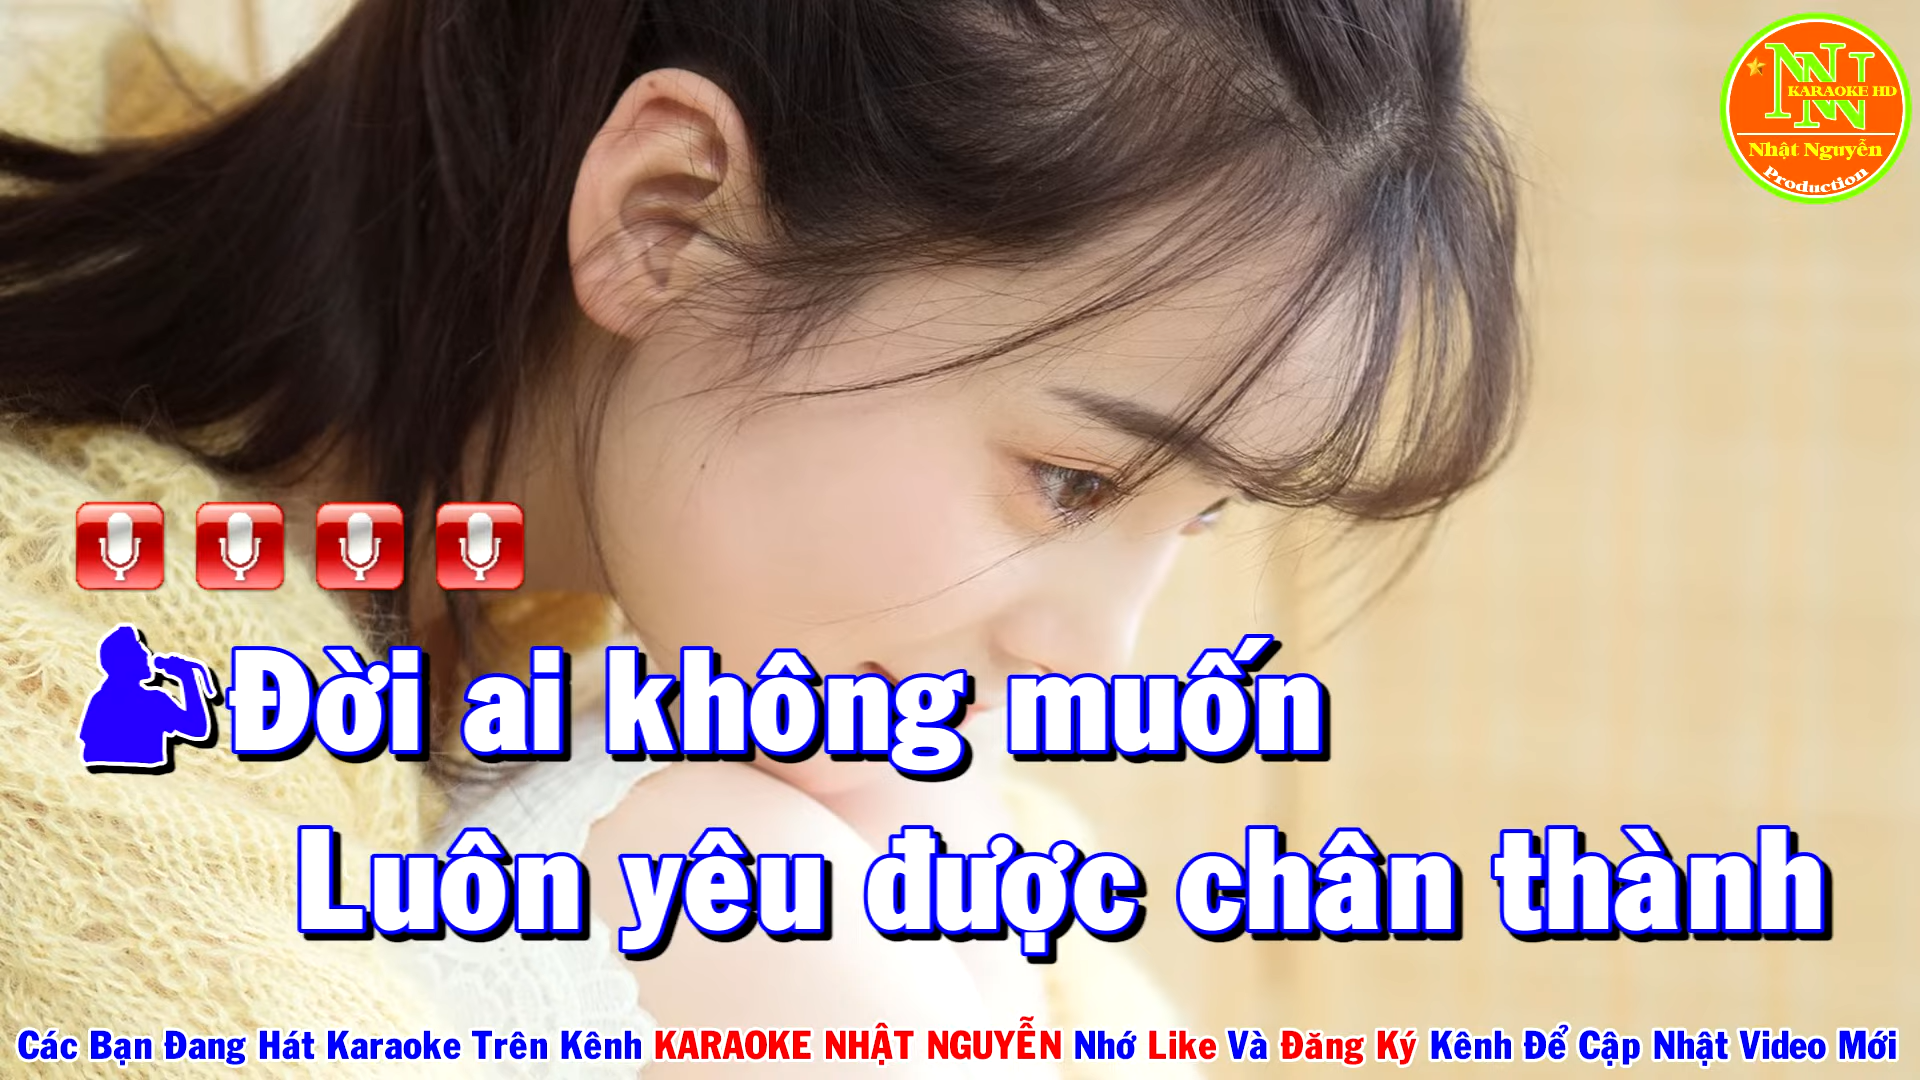 NNNN
KARAOKE HD
Nhật Nguyễn
Production
Đời ai không muốn
Luôn yêu được chân thành
Các Bạn Đang Hát Karaoke Trên Kênh KARAOKE NHẬT NGUYỄN Nhớ Like Và Đăng Ký Kênh Để Cập Nhật Video Mới